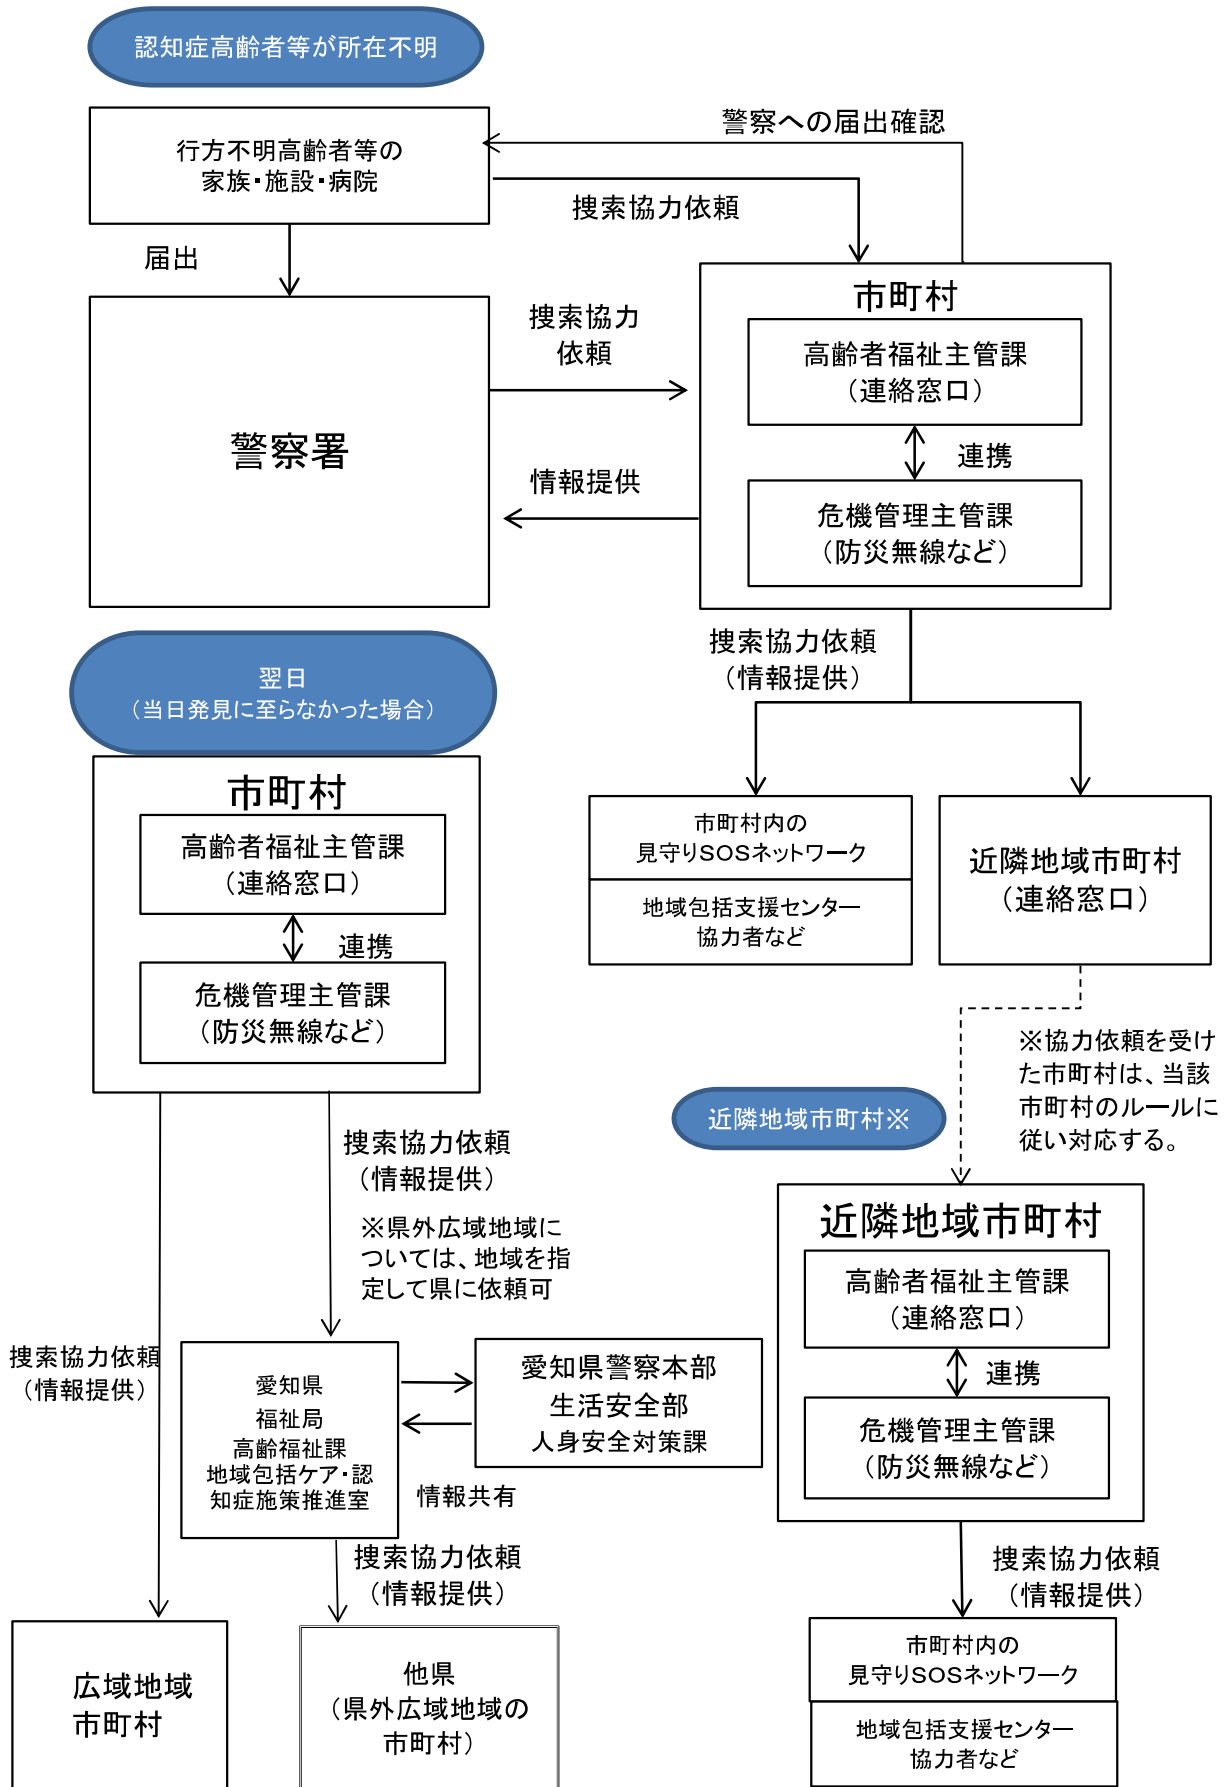 認知症高齢者等が所在不明
行方不明高齢者等の
家族・施設・病院
警察への届出確認
捜索協力依頼
届出
警察署
捜索協力
依頼
情報提供
市町村
高齢者福祉主管課
（連絡窓口）
連携
危機管理主管課
（防災無線など）
捜索協力依頼
（情報提供）
市町村内の
見守りSOSネットワーク
地域包括支援センター
協力者など
近隣地域市町村
（連絡窓口）
※協力依頼を受け
た市町村は、当該
市町村のルールに
従い対応する。
翌日
（当日発見に至らなかった場合）
市町村
高齢者福祉主管課
（連絡窓口）
連携
危機管理主管課
（防災無線など）
捜索協力依頼
（情報提供）
※県外広域地域に
ついては、地域を指
定して県に依頼可
捜索協力依頼
（情報提供）
愛知県
福祉局
高齢福祉課
地域包括ケア・認
知症施策推進室
愛知県警察本部
生活安全部
人身安全対策課
情報共有
捜索協力依頼
（情報提供）
広域地域
市町村
他県
（県外広域地域の
市町村）
近隣地域市町村※
近隣地域市町村
高齢者福祉主管課
（連絡窓口）
連携
危機管理主管課
（防災無線など）
捜索協力依頼
（情報提供）
市町村内の
見守りSOSネットワーク
地域包括支援センター
協力者など